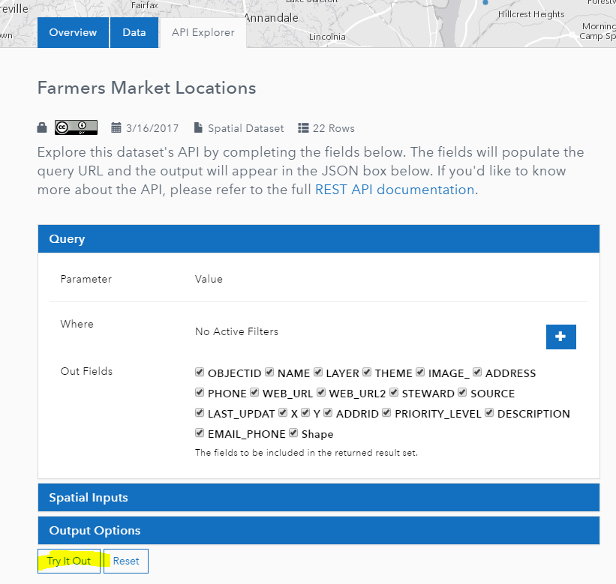 reville
Fairfax
Annandale
Lincolnia
Hillcrest Heights
Forestv
Mornin
Camp Sp
own
Overview
Data
API Explorer
Farmers Market Locations
cc
3/16/2017
Spatial Dataset
22 Rows
Explore this dataset's API by completing the fields below. The fields will populate the
query URL and the output will appear in the JSON box below. If you'd like to know
more about the API, please refer to the full REST API documentation.
Query
Parameter Value
Where No Active Filters
+
Out Fields OBJECTID NAME LAYER THEME IMAGE_ ADDRESS
PHONE WEB_URL WEB_URL2 STEWARD SOURCE
LAST_UPDAT X Y ADDRID PRIORITY_LEVEL DESCRIPTION
EMAIL_PHONE Shape
The fields to be included in the returned result set.
Spatial Inputs
Output Options
Try It Out
Reset